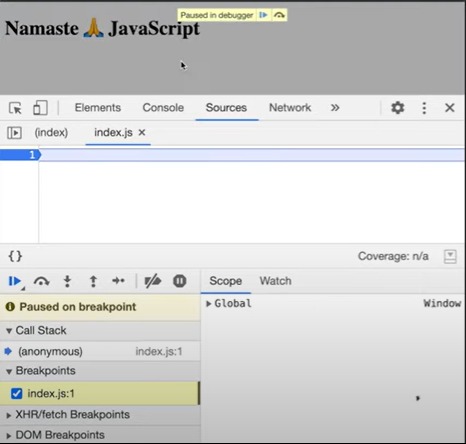 Paused in debugger
Namaste 🙏 JavaScript
Elements Console Sources Network »
(index) index.js ×
1
{} Coverage: n/a
Scope Watch
Paused on breakpoint
Global Window
Call Stack
(anonymous) index.js:1
Breakpoints
index.js:1
XHR/fetch Breakpoints
DOM Breakpoints